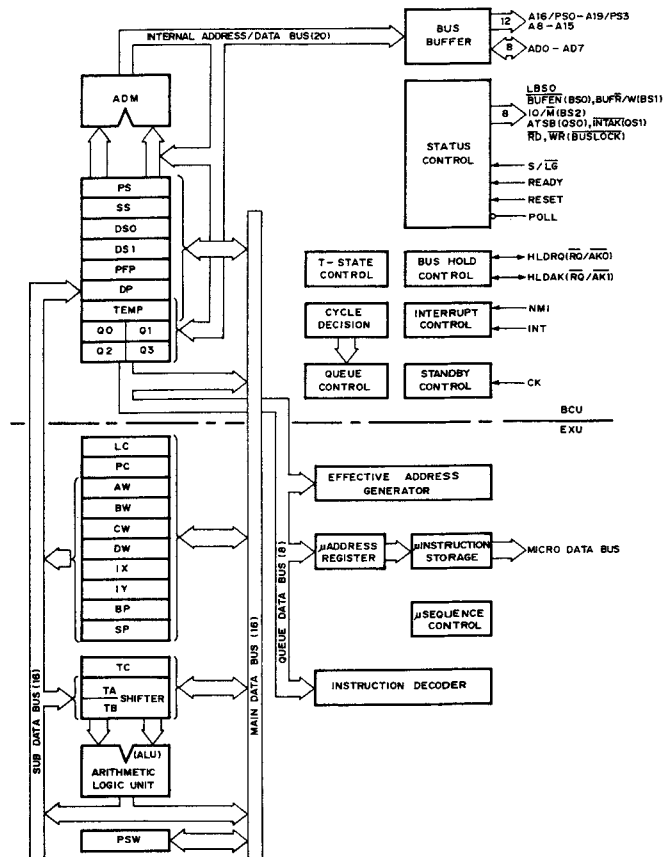 INTERNAL ADDRESS/DATA BUS(20)
BUS
BUFFER
12
A16/PS0-A19/PS3
A8-A15
8
AD0-AD7
ADM
LBSO
BUFEN(BSO),BUFR/W(BS1)
8
IO/M(BS2)
ATSB(QSO),INTAK(QS1)
RD,WR(BUSLOCK)
STATUS
CONTROL
S/LG
READY
RESET
POLL
PS
SS
DSO
DS1
PFP
DP
TEMP
Q0
Q1
Q2
Q3
T-STATE
CONTROL
BUS HOLD
CONTROL
HLDRQ(RQ/AK0)
HLDAK(RQ/AK1)
CYCLE
DECISION
INTERRUPT
CONTROL
NMI
INT
QUEUE
CONTROL
STANDBY
CONTROL
CK
BCU
EXU
LC
PC
AW
BW
CW
DW
IX
IY
BP
SP
EFFECTIVE ADDRESS
GENERATOR
μADDRESS
REGISTER
μINSTRUCTION
STORAGE
MICRO DATA BUS
μSEQUENCE
CONTROL
INSTRUCTION DECODER
TC
TA
TB
SHIFTER
(ALU)
ARITHMETIC
LOGIC UNIT
PSW
SUB DATA BUS(16)
MAIN DATA BUS(16)
QUEUE DATA BUS(8)